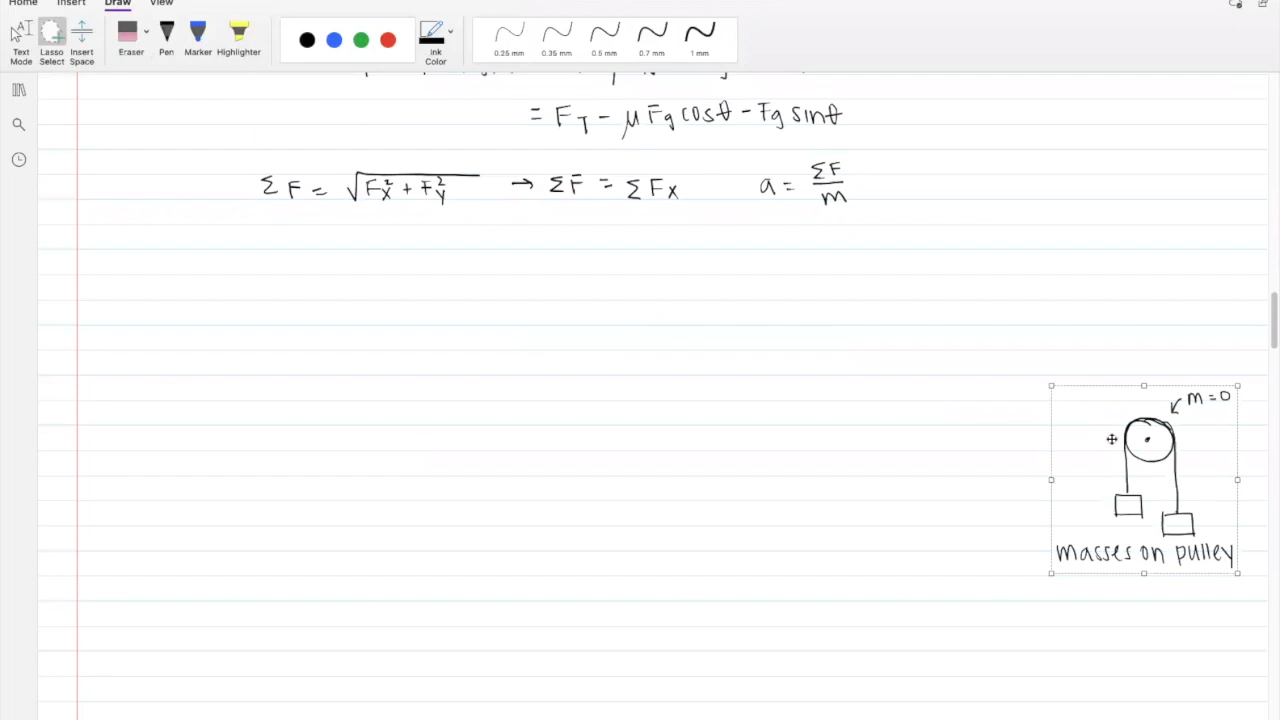 Home Insert Draw View
Text Mode Lasso Select Insert Space Eraser Pen Marker Highlighter Ink Color 0.25 mm 0.35 mm 0.5 mm 0.7 mm 1 mm
= F_T - μ Fg cosθ - Fg sinθ
Σ F = √(Fx² + Fy²) → ΣF = ΣFx a = ΣF/m
m = 0
masses on pulley